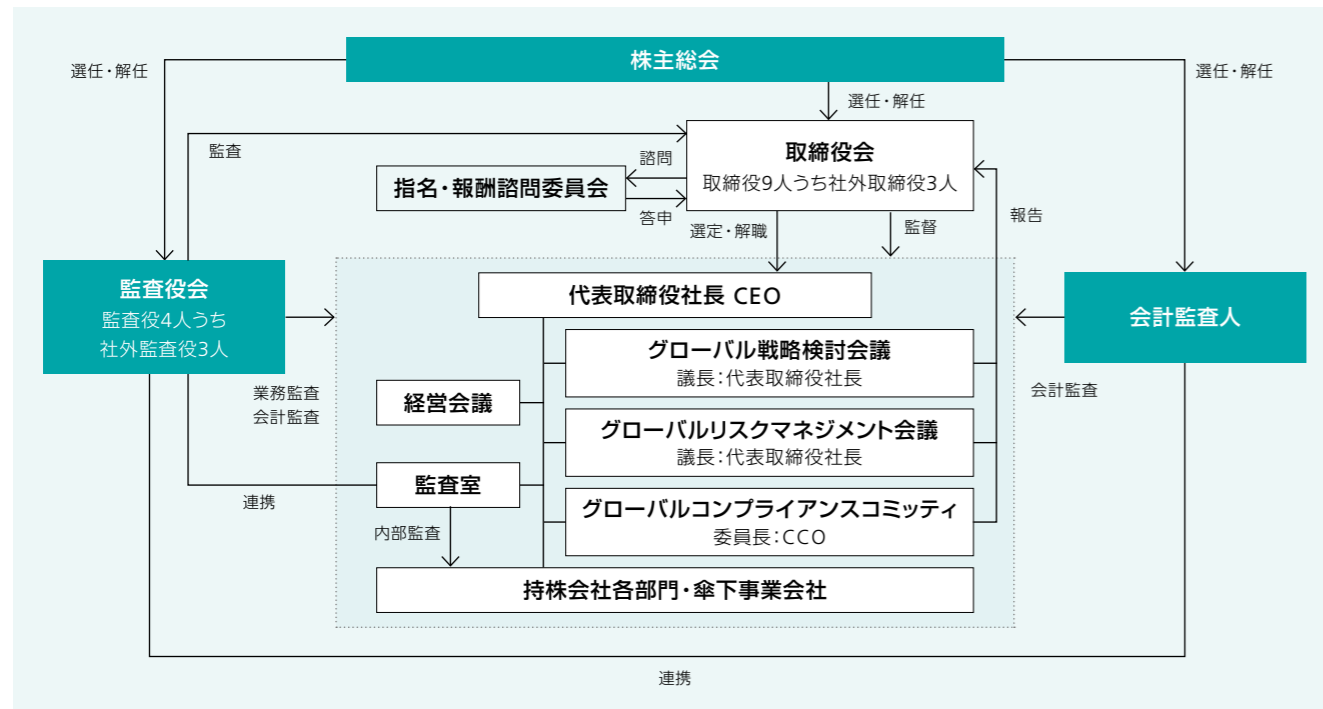 株主総会
選任・解任
選任・解任
選任・解任
監査
取締役会
取締役9人うち社外取締役3人
諮問
指名・報酬諮問委員会
答申
選定・解職
監督
報告
監査役会
監査役4人うち
社外監査役3人
代表取締役社長 CEO
会計監査人
グローバル戦略検討会議
議長：代表取締役社長
業務監査
会計監査
経営会議
会計監査
グローバルリスクマネジメント会議
議長：代表取締役社長
監査室
連携
グローバルコンプライアンスコミッティ
委員長：CCO
内部監査
持株会社各部門・傘下事業会社
連携